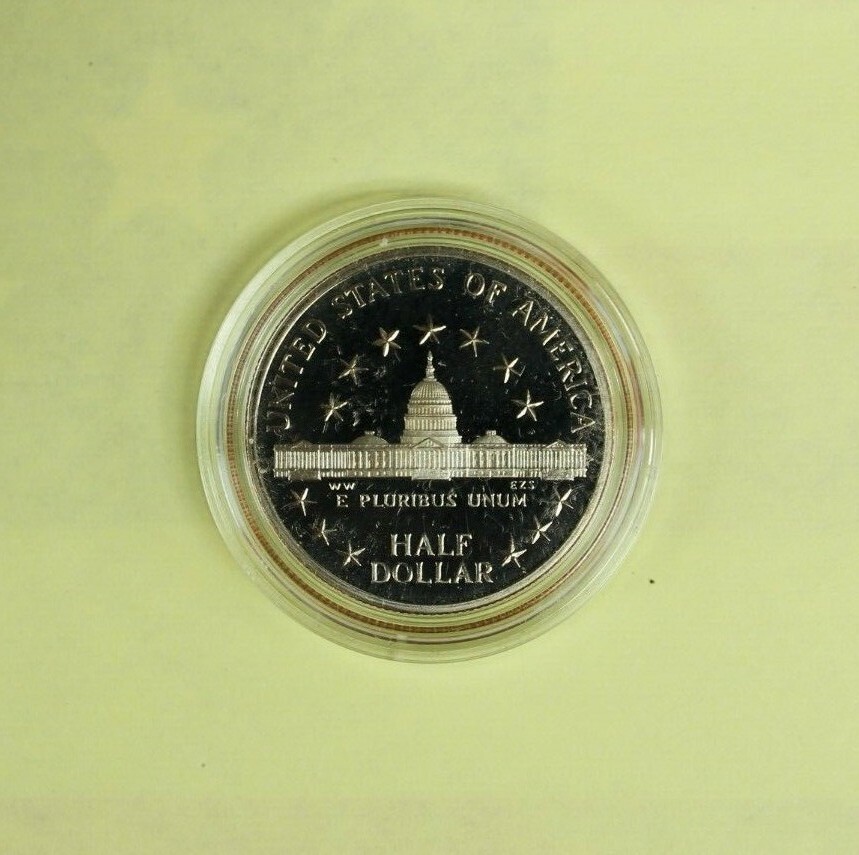 UNITED STATES OF AMERICA
WW EZS
E PLURIBUS UNUM
HALF
DOLLAR